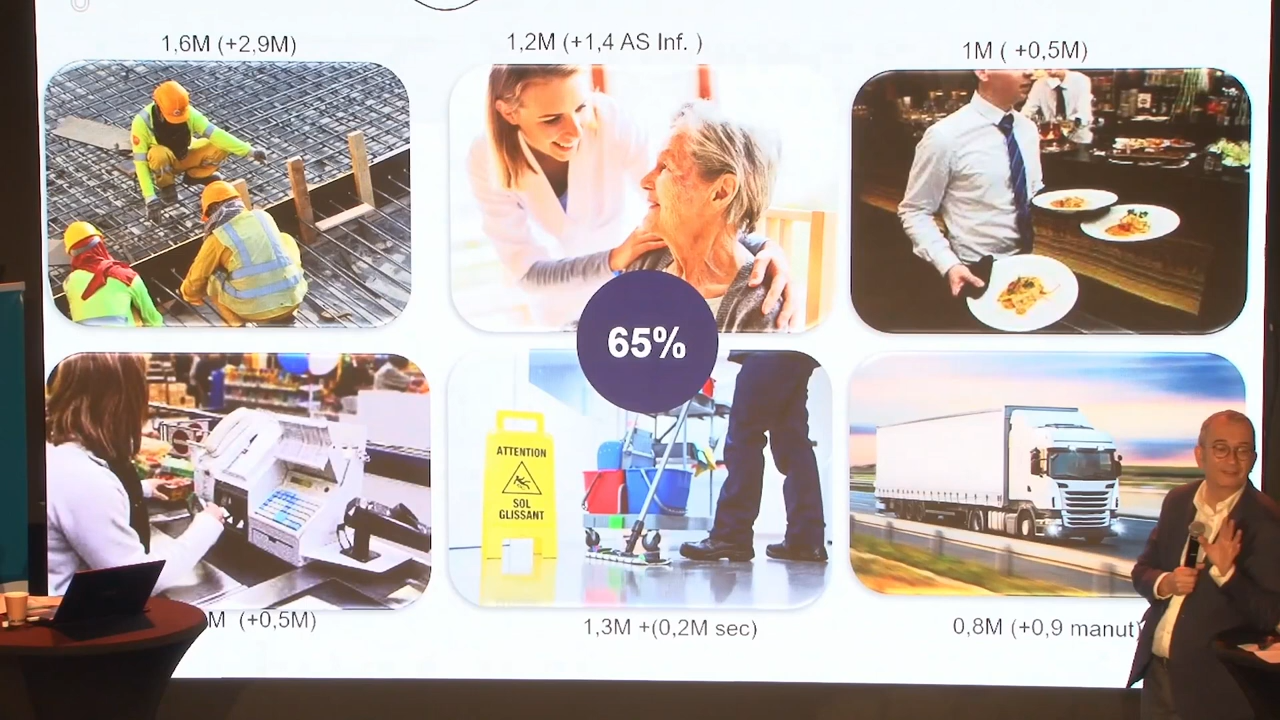 1,6M (+2,9M)
1,2M (+1,4 AS Inf. )
1M ( +0,5M)
65%
ATTENTION
SOL
GLISSANT
M (+0,5M)
1,3M +(0,2M sec)
0,8M (+0,9 manut)